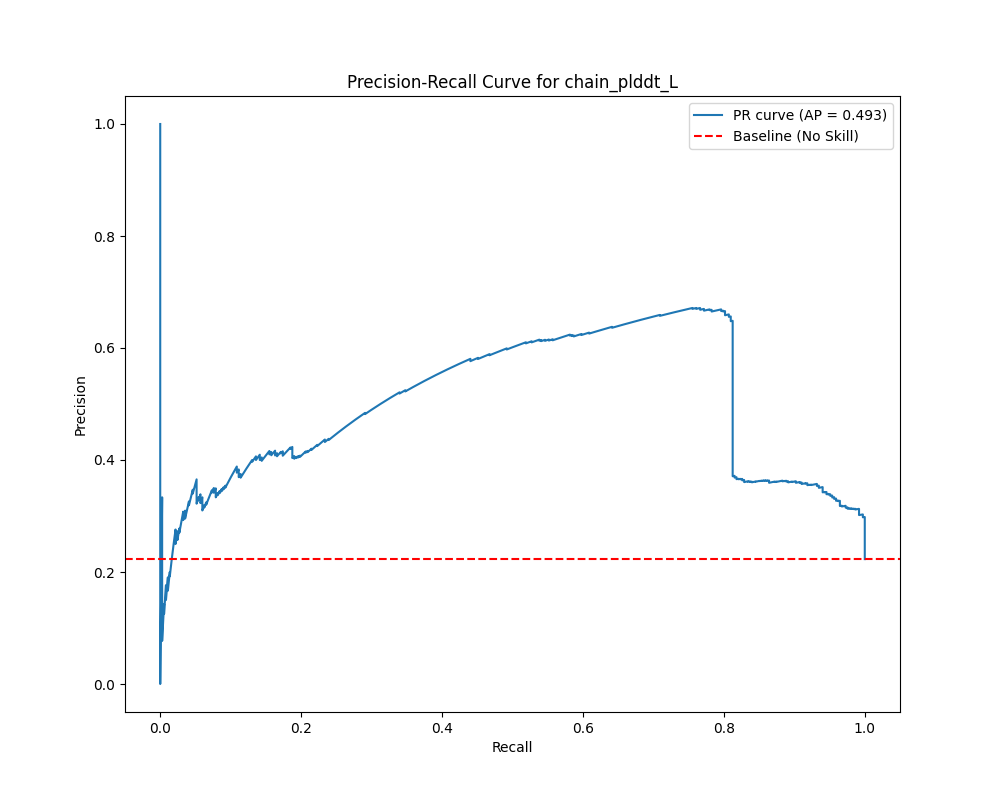 Precision-Recall Curve for chain_plddt_L
PR curve (AP = 0.493)
Baseline (No Skill)
1.0
0.8
0.6
0.4
0.2
0.0
Precision
0.0 0.2 0.4 0.6 0.8 1.0
Recall